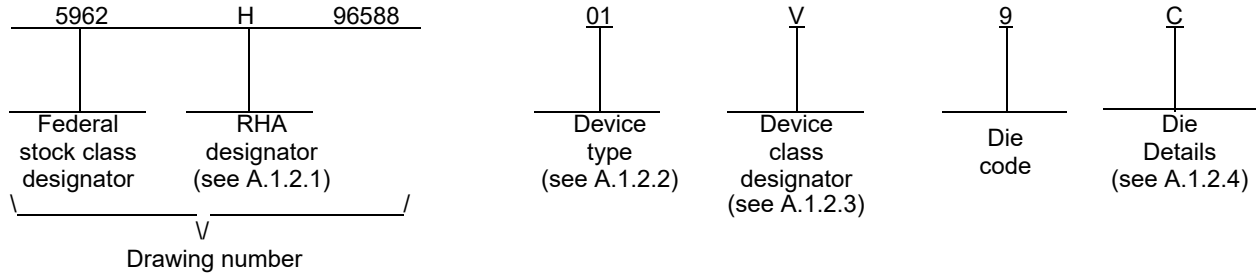 5962 H 96588 01 V 9 C
Federal stock class designator
RHA designator (see A.1.2.1)
Device type (see A.1.2.2)
Device class designator (see A.1.2.3)
Die code
Die Details (see A.1.2.4)
Drawing number